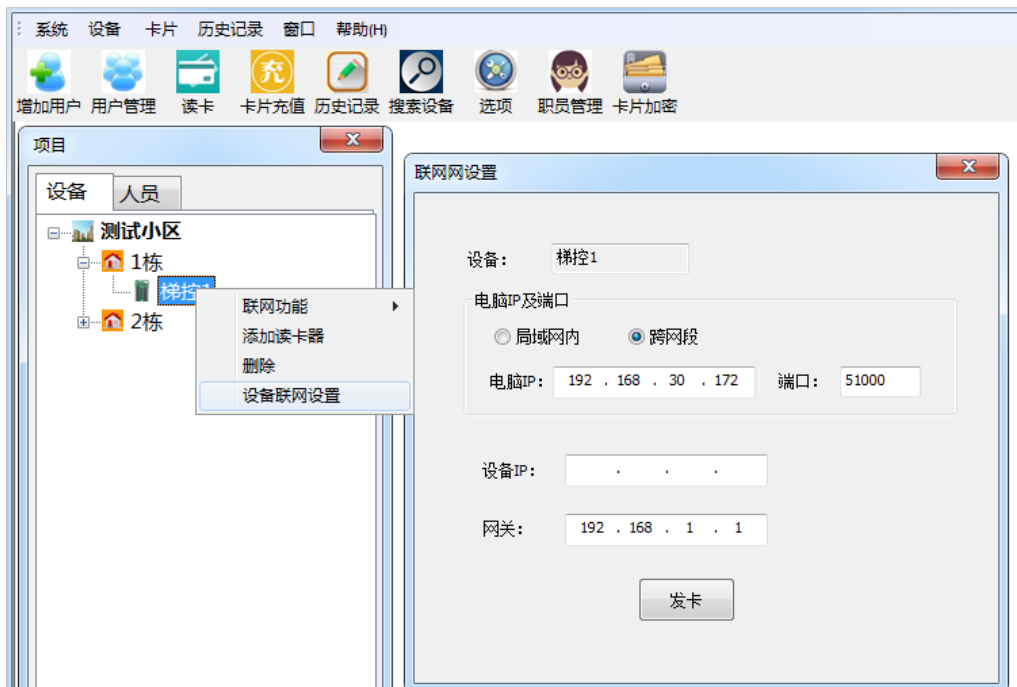 系统 设备 卡片 历史记录 窗口 帮助(H)
增加用户 用户管理 读卡 卡片充值 历史记录 搜索设备 选项 职员管理 卡片加密
充
项目
设备 人员
测试小区
1栋
梯控1
2栋
联网功能
添加读卡器
删除
设备联网设置
联网网设置
设备： 梯控1
电脑IP及端口
局域网内 跨网段
电脑IP： 192 . 168 . 30 . 172 端口： 51000
设备IP： . . .
网关： 192 . 168 . 1 . 1
发卡